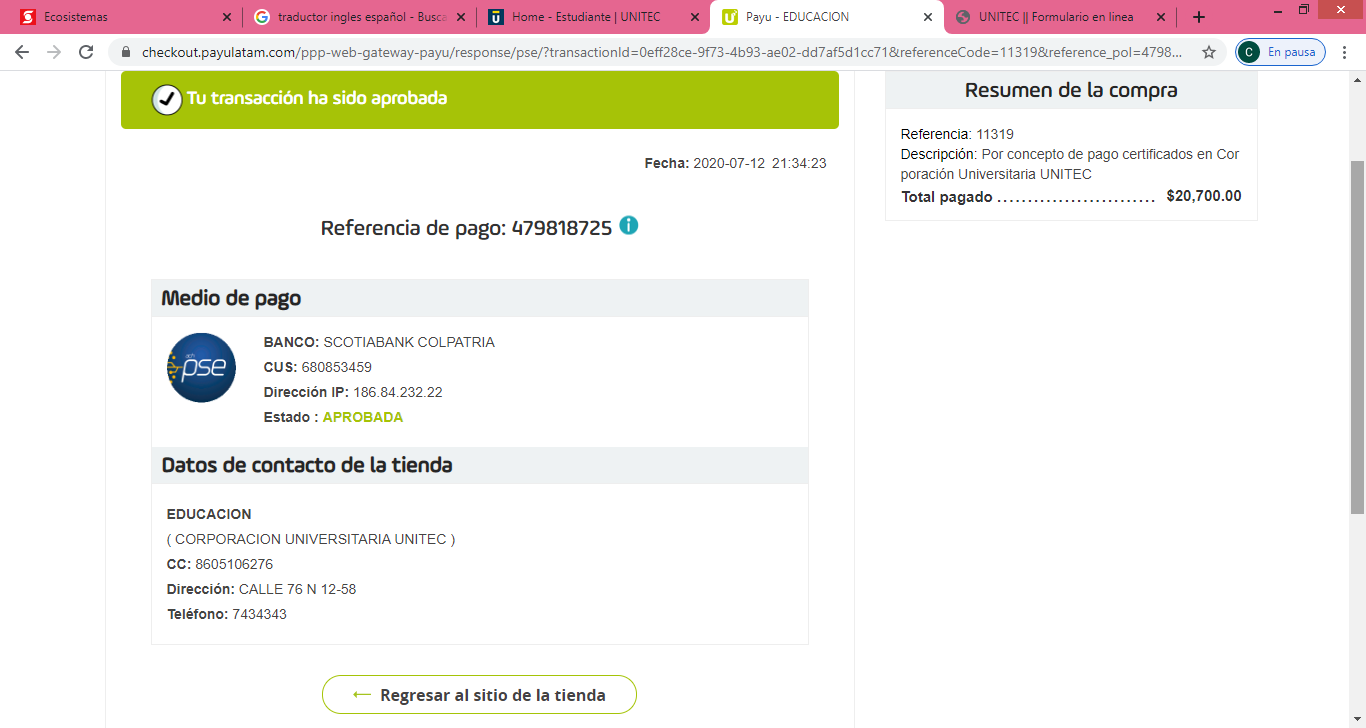 Ecosistemas
traductor ingles español - Busca
Home - Estudiante | UNITEC
Payu - EDUCACION
UNITEC || Formulario en linea
checkout.payulatam.com/ppp-web-gateway-payu/response/pse/?transactionId=0eff28ce-9f73-4b93-ae02-dd7af5d1cc71&referenceCode=11319&reference_pol=4798...
C
En pausa
Tu transacción ha sido aprobada
Fecha: 2020-07-12 21:34:23
Referencia de pago: 479818725
Medio de pago
pse
BANCO: SCOTIABANK COLPATRIA
CUS: 680853459
Dirección IP: 186.84.232.22
Estado : APROBADA
Datos de contacto de la tienda
EDUCACION
( CORPORACION UNIVERSITARIA UNITEC )
CC: 8605106276
Dirección: CALLE 76 N 12-58
Teléfono: 7434343
← Regresar al sitio de la tienda
Resumen de la compra
Referencia: 11319
Descripción: Por concepto de pago certificados en Cor
poración Universitaria UNITEC
Total pagado .......................... $20,700.00